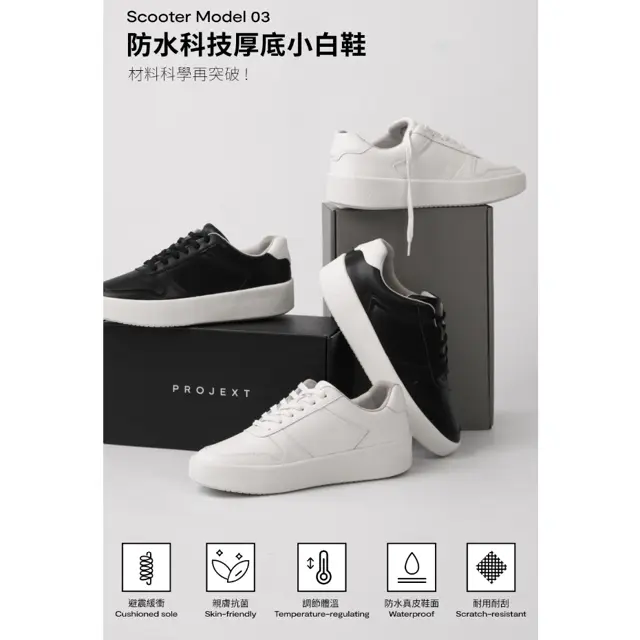 Scooter Model 03
防水科技厚底小白鞋
材料科學再突破！
PROJEXT
避震緩衝
Cushioned sole
親膚抗菌
Skin-friendly
調節體溫
Temperature-regulating
防水真皮鞋面
Waterproof
耐用耐刮
Scratch-resistant